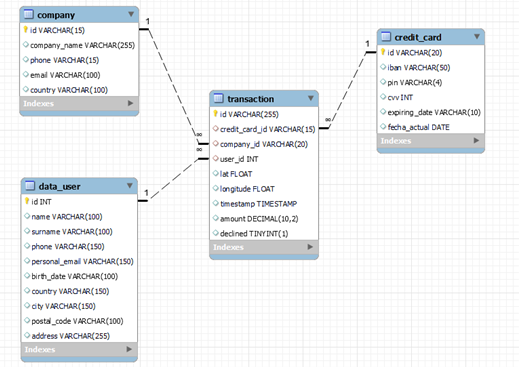 company
id VARCHAR(15)
company_name VARCHAR(255)
phone VARCHAR(15)
email VARCHAR(100)
country VARCHAR(100)
Indexes
1
∞
∞
1
data_user
id INT
name VARCHAR(100)
surname VARCHAR(100)
phone VARCHAR(150)
personal_email VARCHAR(150)
birth_date VARCHAR(100)
country VARCHAR(150)
city VARCHAR(150)
postal_code VARCHAR(100)
address VARCHAR(255)
Indexes
transaction
id VARCHAR(255)
credit_card_id VARCHAR(15)
company_id VARCHAR(20)
user_id INT
lat FLOAT
longitude FLOAT
timestamp TIMESTAMP
amount DECIMAL(10,2)
declined TINYINT(1)
Indexes
∞
1
credit_card
id VARCHAR(20)
iban VARCHAR(50)
pin VARCHAR(4)
cvv INT
expiring_date VARCHAR(10)
fecha_actual DATE
Indexes